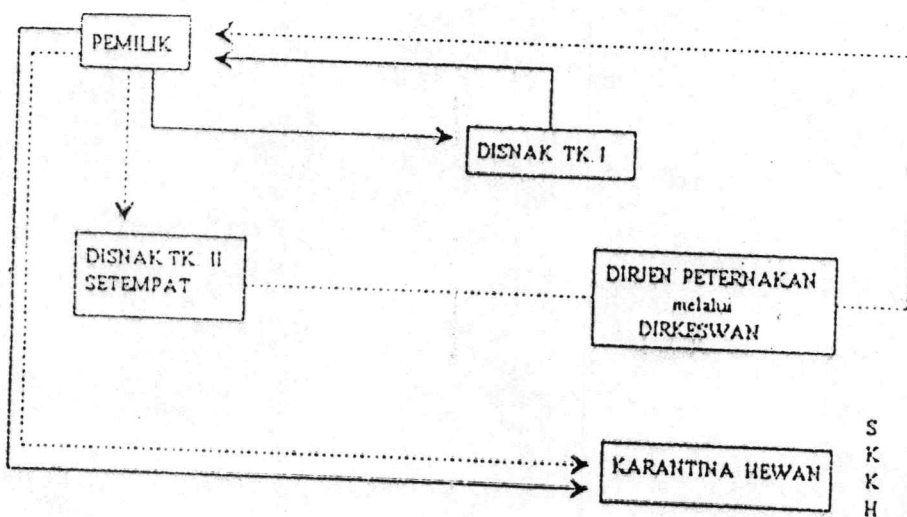 PEMILIK
DISNAK TK. I
DISNAK TK. II
SETEMPAT
DIRJEN PETERNAKAN
melalui
DIRKESWAN
KARANTINA HEWAN
S
K
K
H